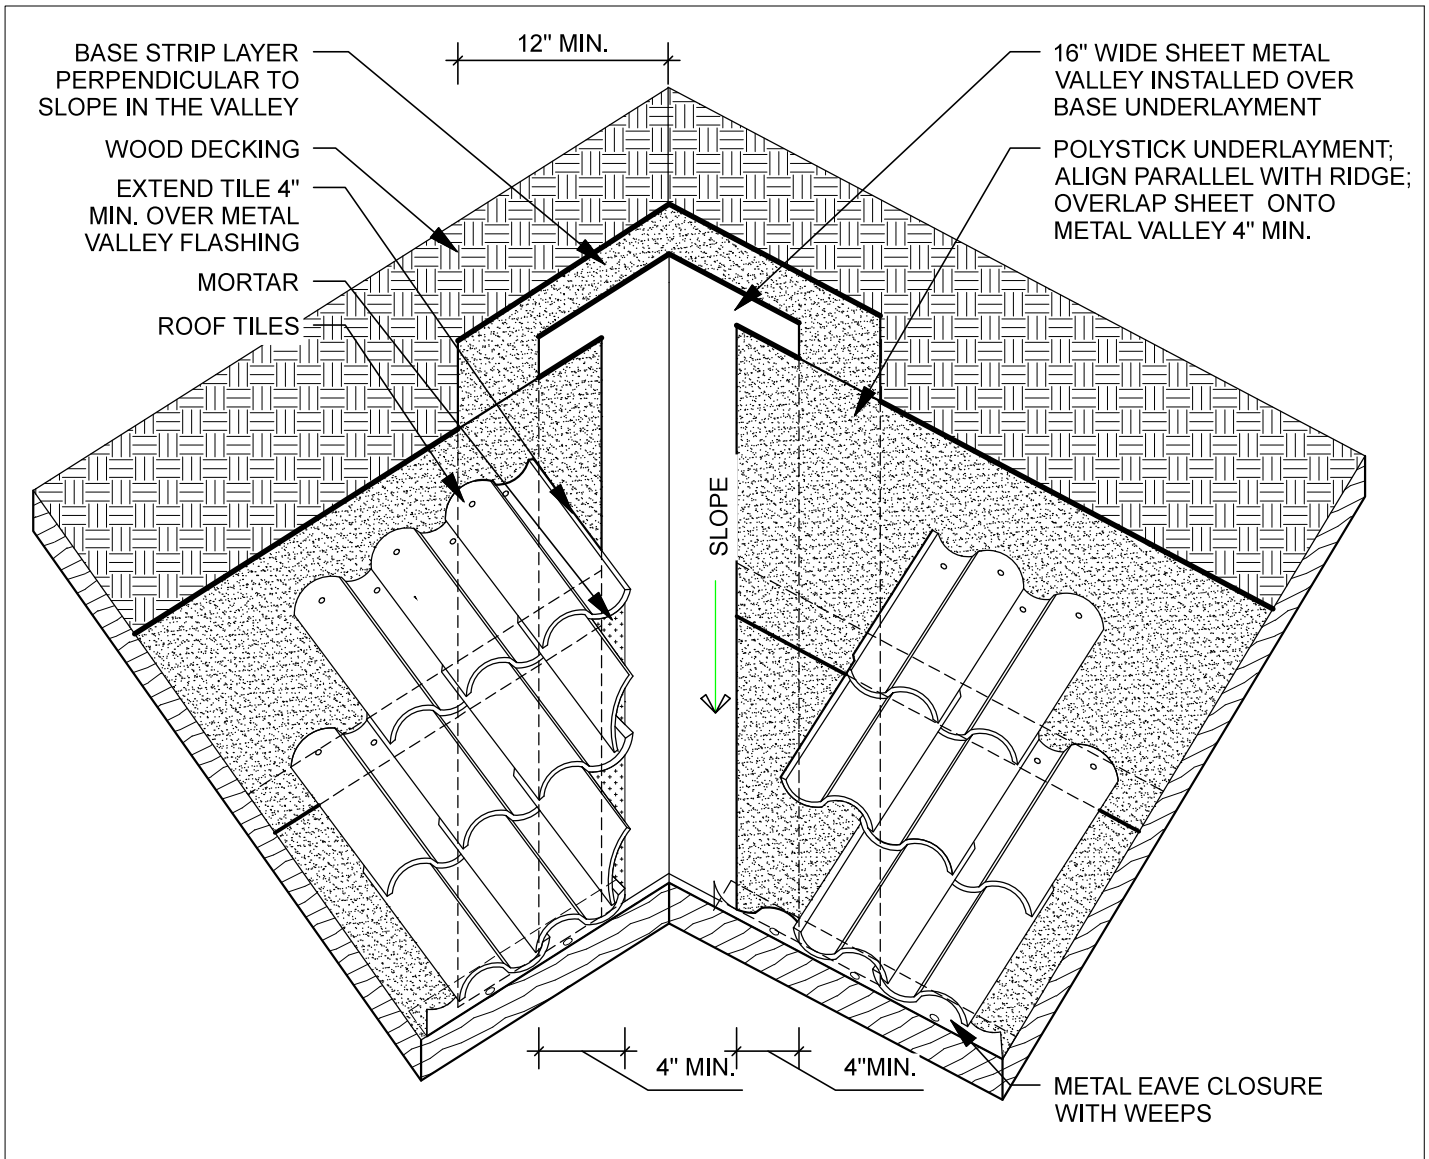 BASE STRIP LAYER
PERPENDICULAR TO
SLOPE IN THE VALLEY
WOOD DECKING
EXTEND TILE 4"
MIN. OVER METAL
VALLEY FLASHING
MORTAR
ROOF TILES
12" MIN.
16" WIDE SHEET METAL
VALLEY INSTALLED OVER
BASE UNDERLAYMENT
POLYSTICK UNDERLAYMENT;
ALIGN PARALLEL WITH RIDGE;
OVERLAP SHEET ONTO
METAL VALLEY 4" MIN.
SLOPE
4" MIN.
4"MIN.
METAL EAVE CLOSURE
WITH WEEPS